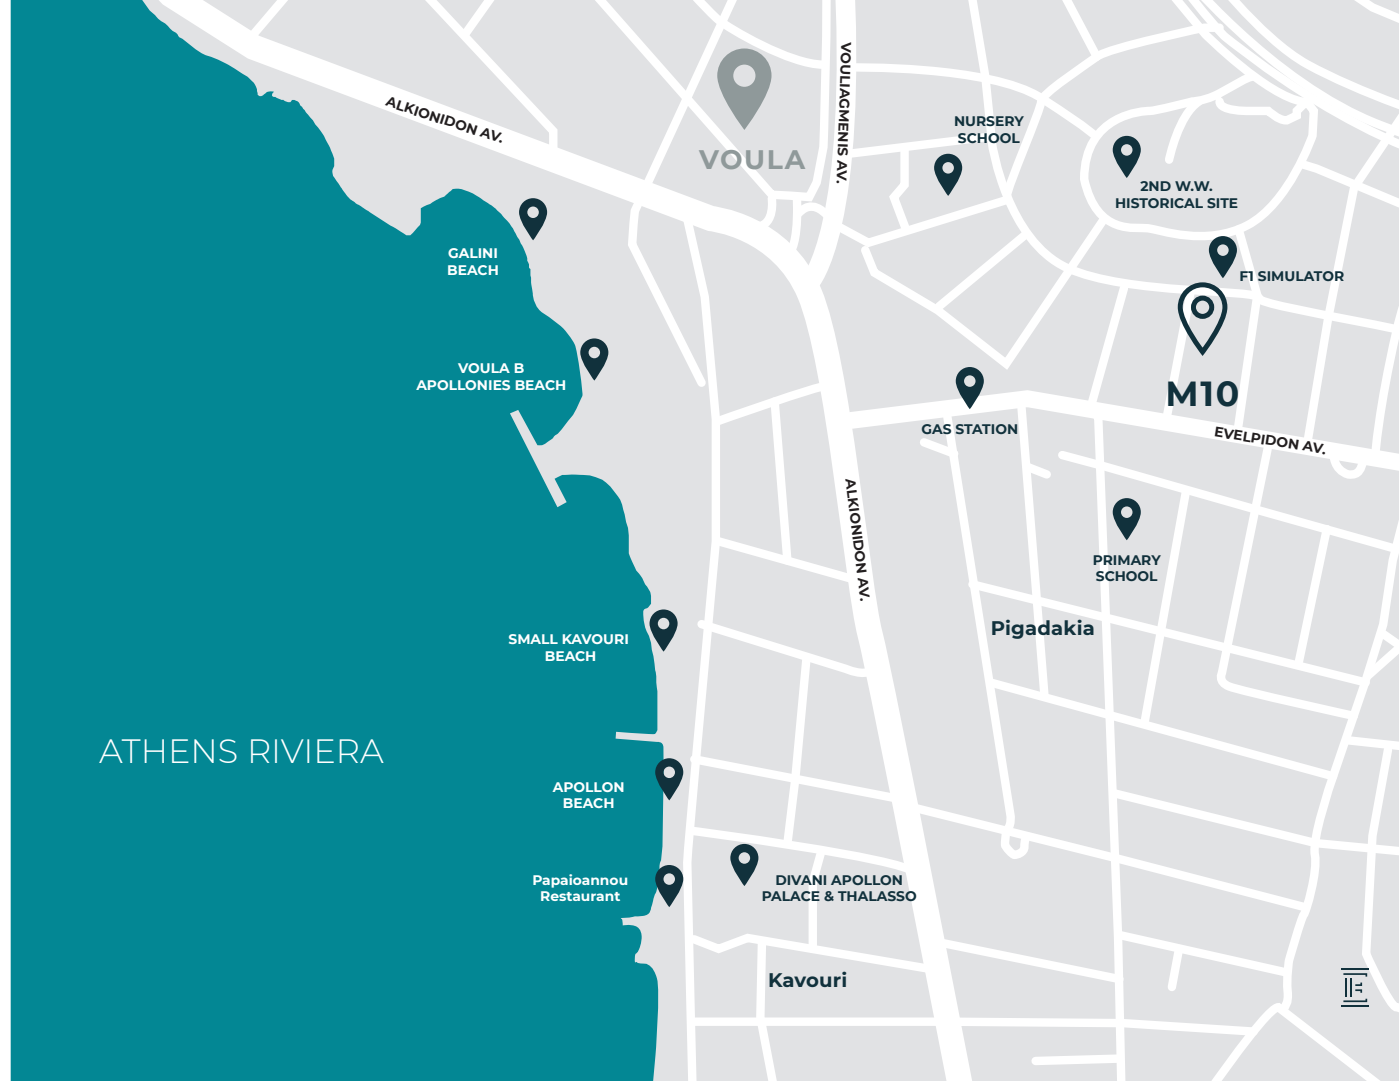 ALKIONIDON AV.
VOULIAGMENIS AV.
VOULA
NURSERY
SCHOOL
2ND W.W.
HISTORICAL SITE
GALINI
BEACH
F1 SIMULATOR
VOULA B
APOLLONIES BEACH
M10
GAS STATION
EVELPIDON AV.
ALKIONIDON AV.
PRIMARY
SCHOOL
Pigadakia
SMALL KAVOURI
BEACH
ATHENS RIVIERA
APOLLON
BEACH
Papaioannou
Restaurant
DIVANI APOLLON
PALACE & THALASSO
Kavouri